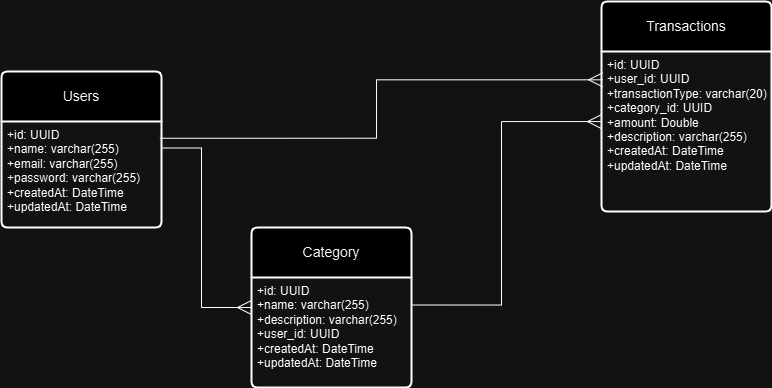 Users
+id: UUID
+name: varchar(255)
+email: varchar(255)
+password: varchar(255)
+createdAt: DateTime
+updatedAt: DateTime
Category
+id: UUID
+name: varchar(255)
+description: varchar(255)
+user_id: UUID
+createdAt: DateTime
+updatedAt: DateTime
Transactions
+id: UUID
+user_id: UUID
+transactionType: varchar(20)
+category_id: UUID
+amount: Double
+description: varchar(255)
+createdAt: DateTime
+updatedAt: DateTime